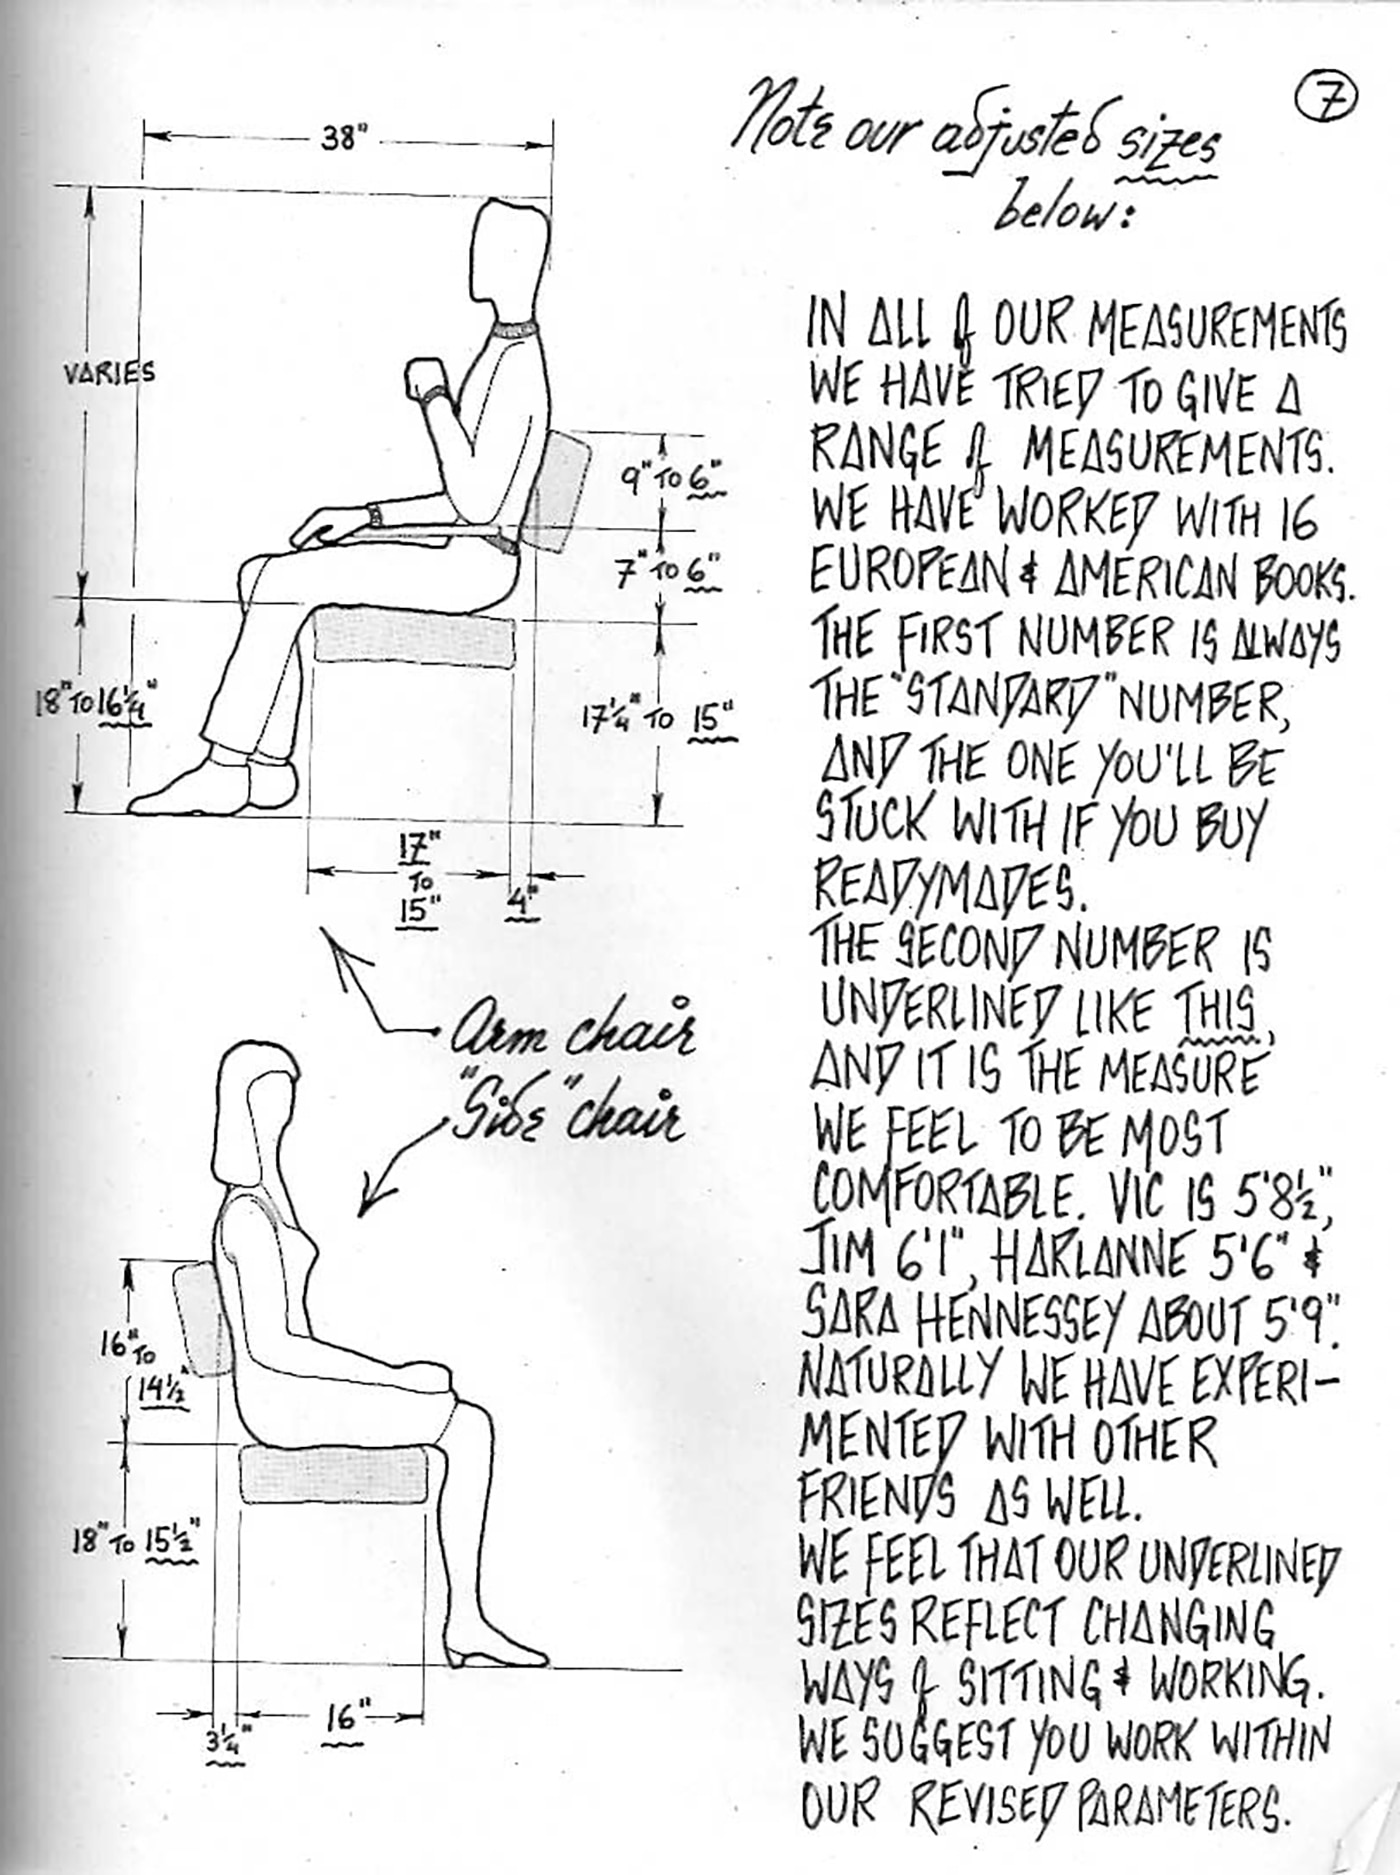 7
Note our adjusted sizes
below:
38"
VARIES
9" TO 6"
7" TO 6"
18" TO 16¼"
17¼" TO 15"
17"
TO
15"
4"
Arm chair
"Side" chair
16"
TO
14½"
18" TO 15½"
16"
3¼"
IN ALL of OUR MEASUREMENTS
WE HAVE TRIED TO GIVE A
RANGE of MEASUREMENTS.
WE HAVE WORKED WITH 16
EUROPEAN & AMERICAN BOOKS.
THE FIRST NUMBER IS ALWAYS
THE "STANDARD" NUMBER,
AND THE ONE YOU'LL BE
STUCK WITH IF YOU BUY
READYMADES.
THE SECOND NUMBER IS
UNDERLINED LIKE THIS,
AND IT IS THE MEASURE
WE FEEL TO BE MOST
COMFORTABLE. VIC IS 5'8½",
JIM 6'1", HARLANNE 5'6" &
SARA HENNESSEY ABOUT 5'9".
NATURALLY WE HAVE EXPERI-
MENTED WITH OTHER
FRIENDS AS WELL.
WE FEEL THAT OUR UNDERLINED
SIZES REFLECT CHANGING
WAYS of SITTING & WORKING.
WE SUGGEST YOU WORK WITHIN
OUR REVISED PARAMETERS.